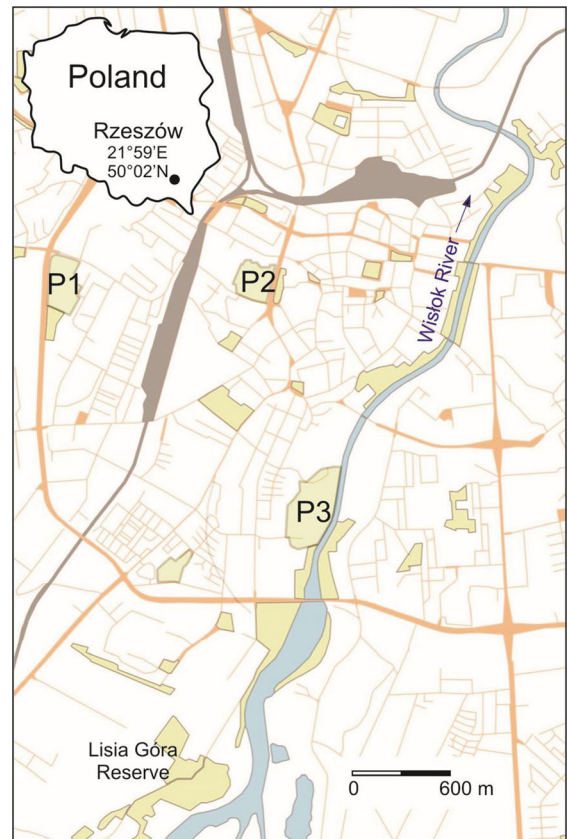 Poland
Rzeszów
21°59'E
50°02'N
P1
P2
Wisłok River
P3
Lisia Góra
Reserve
0
600 m